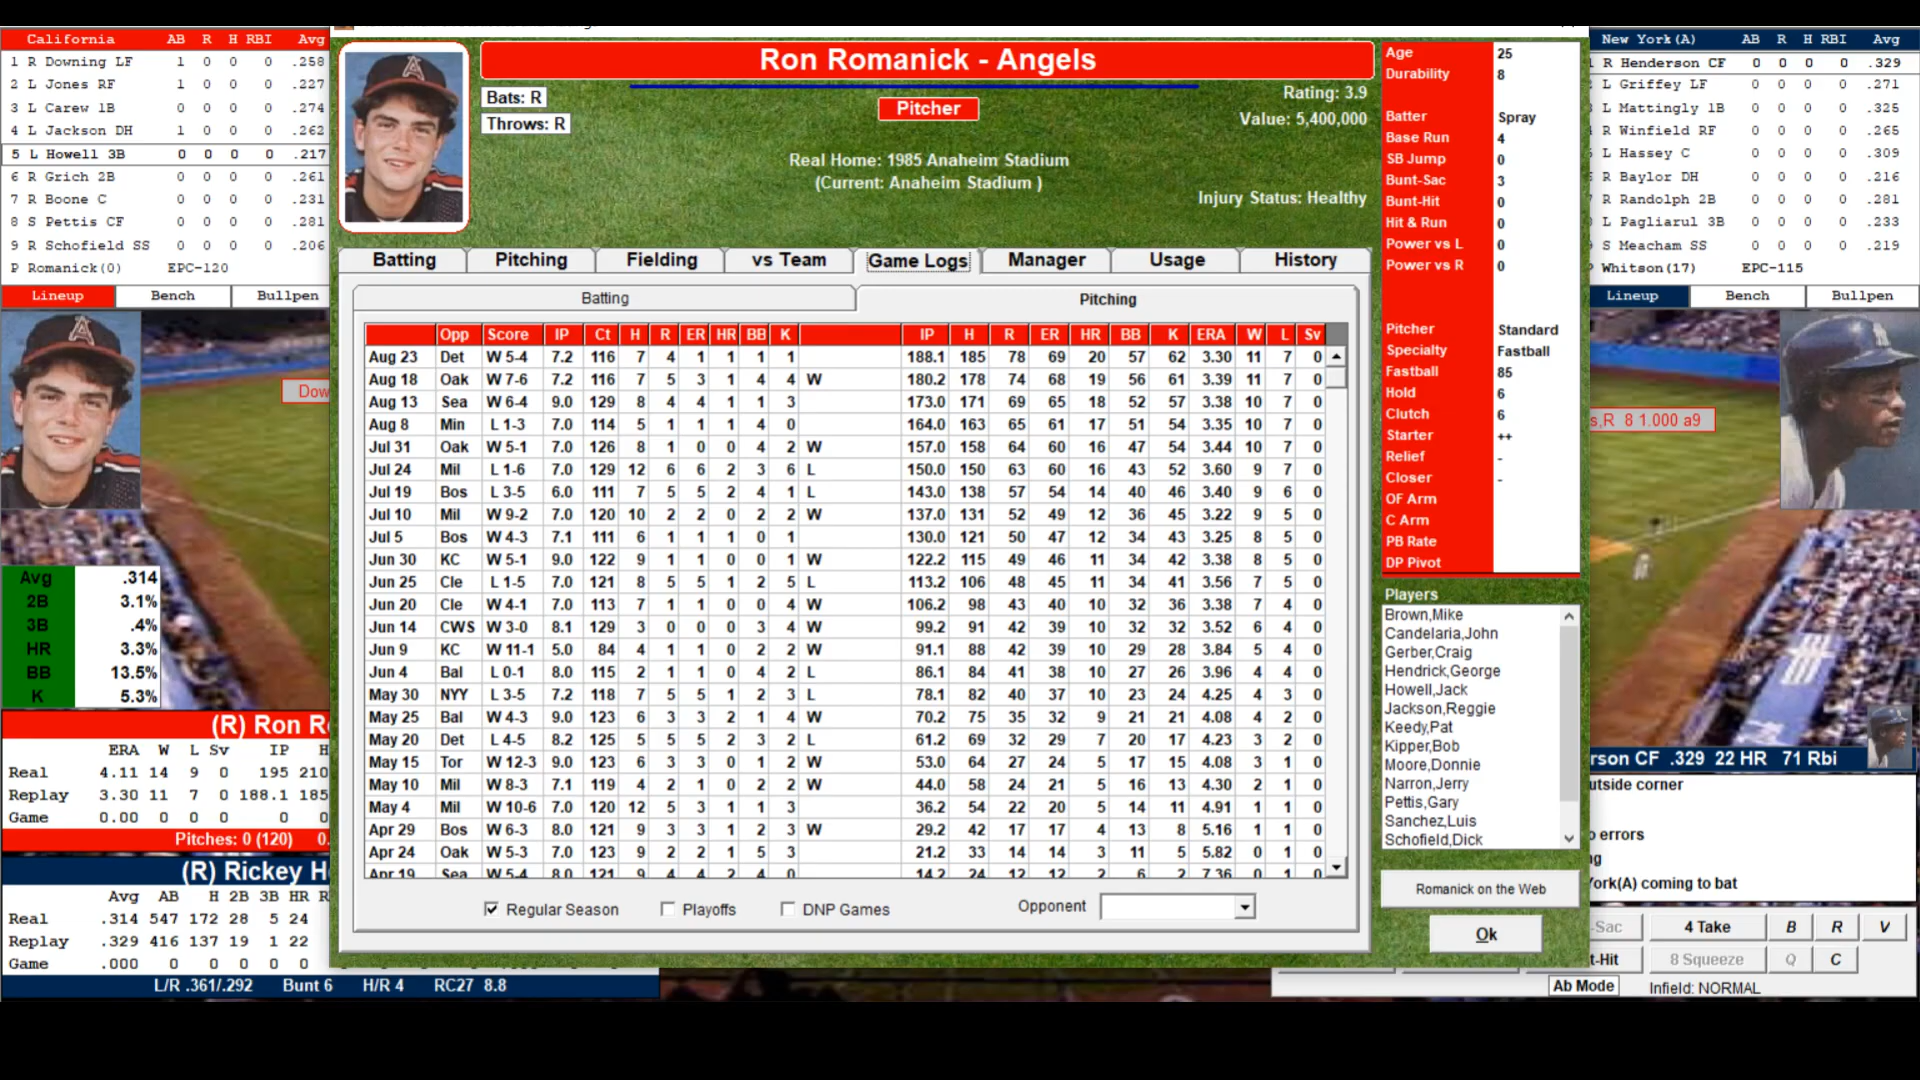 California AB R H RBI Avg
1 R Downing LF 1 0 0 0 .258
2 L Jones RF 1 0 0 0 .227
3 L Carew 1B 0 0 0 0 .274
4 L Jackson DH 1 0 0 0 .262
5 L Howell 3B 0 0 0 0 .217
6 R Grich 2B 0 0 0 0 .261
7 R Boone C 0 0 0 0 .231
8 S Pettis CF 0 0 0 0 .281
9 R Schofield SS 0 0 0 0 .206
P Romanick(0) EPC-120
Lineup Bench Bullpen
Dow
Avg .314
2B 3.1%
3B .4%
HR 3.3%
BB 13.5%
K 5.3%
(R) Ron Ro
ERA W L Sv IP H
Real 4.11 14 9 0 195 210
Replay 3.30 11 7 0 188.1 185
Game 0.00 0 0 0 0 0
Pitches: 0 (120) 0.
(R) Rickey H
Avg AB H 2B 3B HR R
Real .314 547 172 28 5 24
Replay .329 416 137 19 1 22
Game .000 0 0 0 0 0
L/R .361/.292 Bunt 6 H/R 4 RC27 8.8
Ron Romanick - Angels
Bats: R
Throws: R
Pitcher
Rating: 3.9
Value: 5,400,000
Real Home: 1985 Anaheim Stadium
(Current: Anaheim Stadium )
Injury Status: Healthy
Batting Pitching Fielding vs Team Game Logs Manager Usage History
Batting Pitching
Opp Score IP Ct H R ER HR BB K IP H R ER HR BB K ERA W L Sv
Aug 23 Det W 5-4 7.2 116 7 4 1 1 1 1 188.1 185 78 69 20 57 62 3.30 11 7 0
Aug 18 Oak W 7-6 7.2 116 7 5 3 1 4 4 W 180.2 178 74 68 19 56 61 3.39 11 7 0
Aug 13 Sea W 6-4 9.0 129 8 4 4 1 1 3 173.0 171 69 65 18 52 57 3.38 10 7 0
Aug 8 Min L 1-3 7.0 114 5 1 1 1 4 0 164.0 163 65 61 17 51 54 3.35 10 7 0
Jul 31 Oak W 5-1 7.0 126 8 1 0 0 4 2 W 157.0 158 64 60 16 47 54 3.44 10 7 0
Jul 24 Mil L 1-6 7.0 129 12 6 6 2 3 6 L 150.0 150 63 60 16 43 52 3.60 9 7 0
Jul 19 Bos L 3-5 6.0 111 7 5 5 2 4 1 L 143.0 138 57 54 14 40 46 3.40 9 6 0
Jul 10 Mil W 9-2 7.0 120 10 2 2 0 2 2 W 137.0 131 52 49 12 36 45 3.22 9 5 0
Jul 5 Bos W 4-3 7.1 111 6 1 1 1 0 1 130.0 121 50 47 12 34 43 3.25 8 5 0
Jun 30 KC W 5-1 9.0 122 9 1 1 0 0 1 W 122.2 115 49 46 11 34 42 3.38 8 5 0
Jun 25 Cle L 1-5 7.0 121 8 5 5 1 2 5 L 113.2 106 48 45 11 34 41 3.56 7 5 0
Jun 20 Cle W 4-1 7.0 113 7 1 1 0 0 4 W 106.2 98 43 40 10 32 36 3.38 7 4 0
Jun 14 CWS W 3-0 8.1 129 3 0 0 0 3 4 W 99.2 91 42 39 10 32 32 3.52 6 4 0
Jun 9 KC W 11-1 5.0 84 4 1 1 0 2 2 W 91.1 88 42 39 10 29 28 3.84 5 4 0
Jun 4 Bal L 0-1 8.0 115 2 1 1 0 4 2 L 86.1 84 41 38 10 27 26 3.96 4 4 0
May 30 NYY L 3-5 7.2 118 7 5 5 1 2 3 L 78.1 82 40 37 10 23 24 4.25 4 3 0
May 25 Bal W 4-3 9.0 123 6 3 3 2 1 4 W 70.2 75 35 32 9 21 21 4.08 4 2 0
May 20 Det L 4-5 8.2 125 5 5 5 2 3 2 L 61.2 69 32 29 7 20 17 4.23 3 2 0
May 15 Tor W 12-3 9.0 123 6 3 3 0 1 2 W 53.0 64 27 24 5 17 15 4.08 3 1 0
May 10 Mil W 8-3 7.1 119 4 2 1 0 2 2 W 44.0 58 24 21 5 16 13 4.30 2 1 0
May 4 Mil W 10-6 7.0 120 12 5 3 1 1 3 36.2 54 22 20 5 14 11 4.91 1 1 0
Apr 29 Bos W 6-3 8.0 121 9 3 3 1 2 3 W 29.2 42 17 17 4 13 8 5.16 1 1 0
Apr 24 Oak W 5-3 7.0 123 9 2 2 1 5 3 21.2 33 14 14 3 11 5 5.82 0 1 0
Apr 19 Sea W 5-4 8.0 121 9 4 4 2 4 0 14.2 24 12 12 2 6 2 7.36 0 1 0
Regular Season Playoffs DNP Games Opponent
Age 25
Durability 8
Batter Spray
Base Run 4
SB Jump 0
Bunt-Sac 3
Bunt-Hit 0
Hit & Run 0
Power vs L 0
Power vs R 0
Pitcher Standard
Specialty Fastball
Fastball 85
Hold 6
Clutch 6
Starter ++
Relief -
Closer -
OF Arm
C Arm
PB Rate
DP Pivot
Players
Brown,Mike
Candelaria,John
Gerber,Craig
Hendrick,George
Howell,Jack
Jackson,Reggie
Keedy,Pat
Kipper,Bob
Moore,Donnie
Narron,Jerry
Pettis,Gary
Sanchez,Luis
Schofield,Dick
Romanick on the Web
Ok
New York(A) AB R H RBI Avg
R Henderson CF 0 0 0 0 .329
L Griffey LF 0 0 0 0 .271
L Mattingly 1B 0 0 0 0 .325
R Winfield RF 0 0 0 0 .265
L Hassey C 0 0 0 0 .309
R Baylor DH 0 0 0 0 .216
R Randolph 2B 0 0 0 0 .281
L Pagliarul 3B 0 0 0 0 .233
S Meacham SS 0 0 0 0 .219
Whitson(17) EPC-115
Lineup Bench Bullpen
s,R 8 1.000 a9
rson CF .329 22 HR 71 Rbi
utside corner
o errors
ng
York(A) coming to bat
-Sac 4 Take B R V
t-Hit 8 Squeeze Q C
Ab Mode Infield: NORMAL